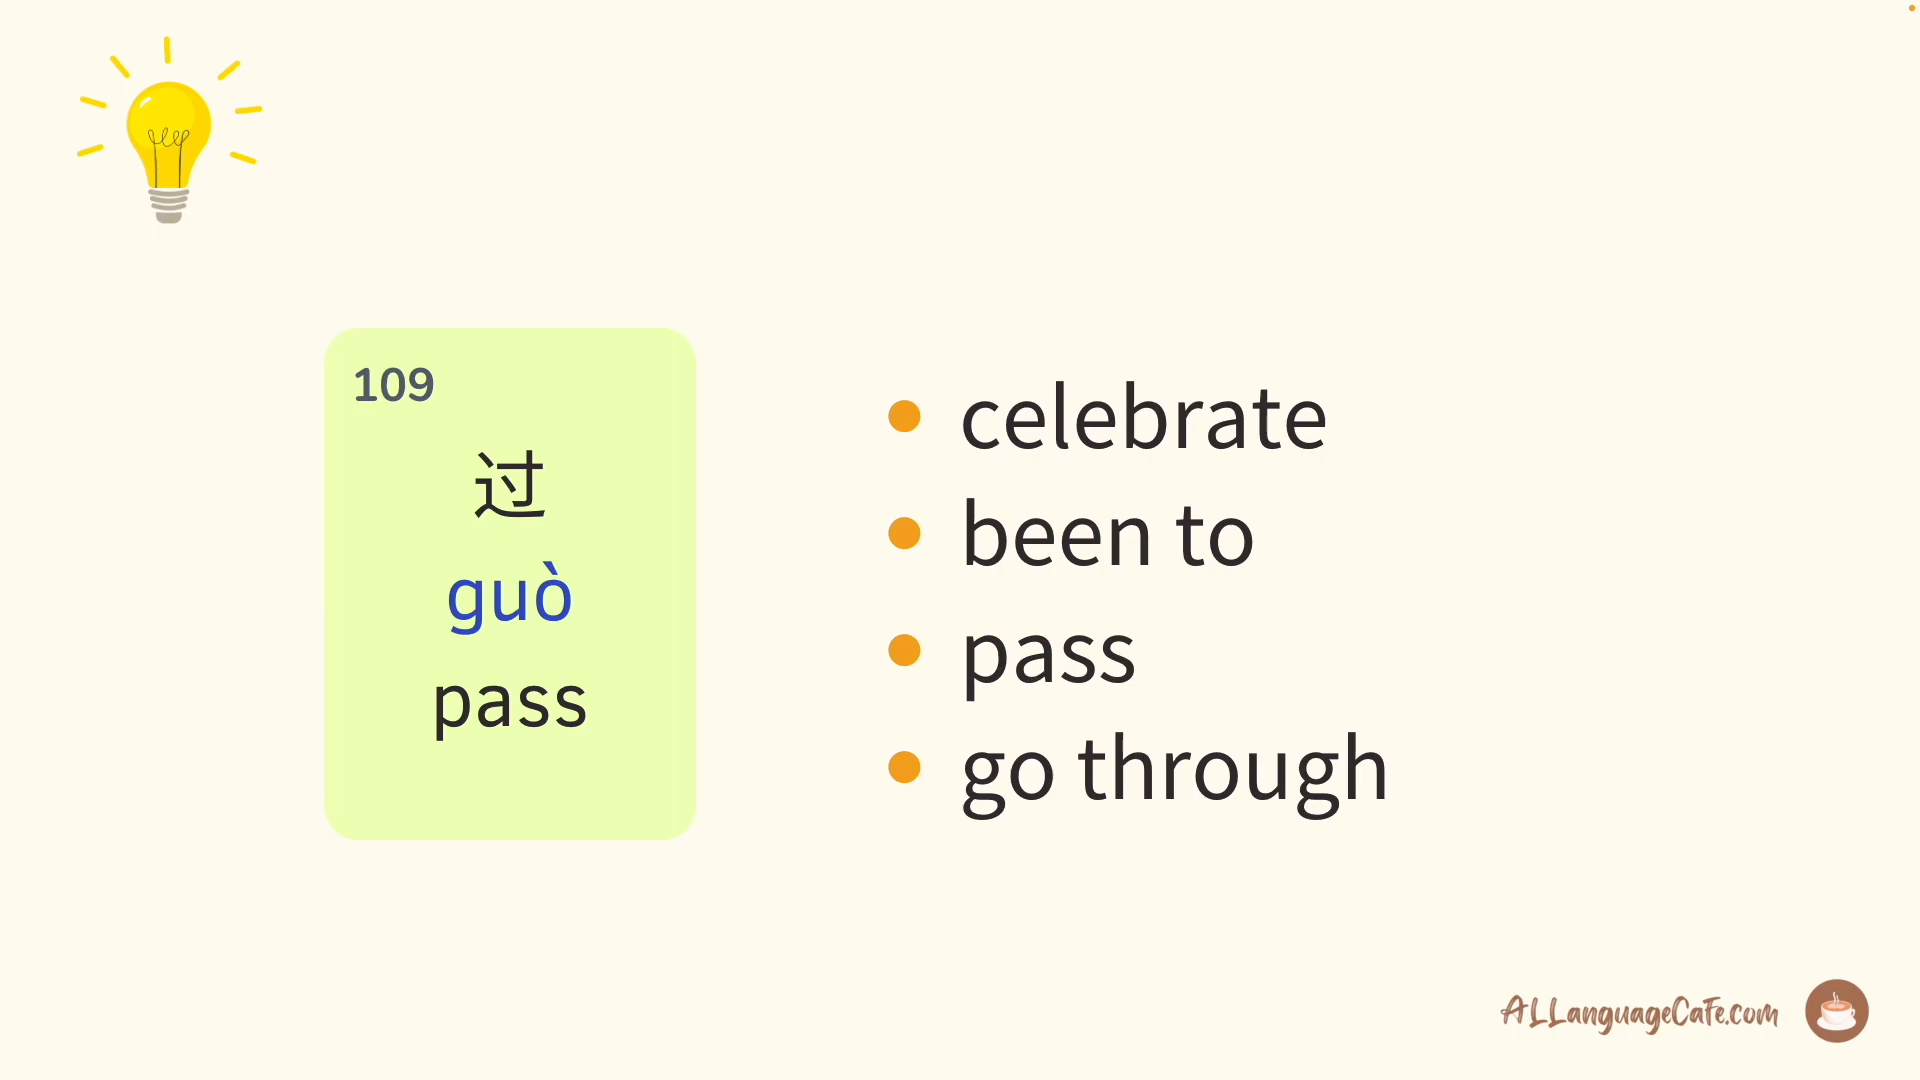 109
过
guò
pass
• celebrate
• been to
• pass
• go through
ALLanguageCafe.com